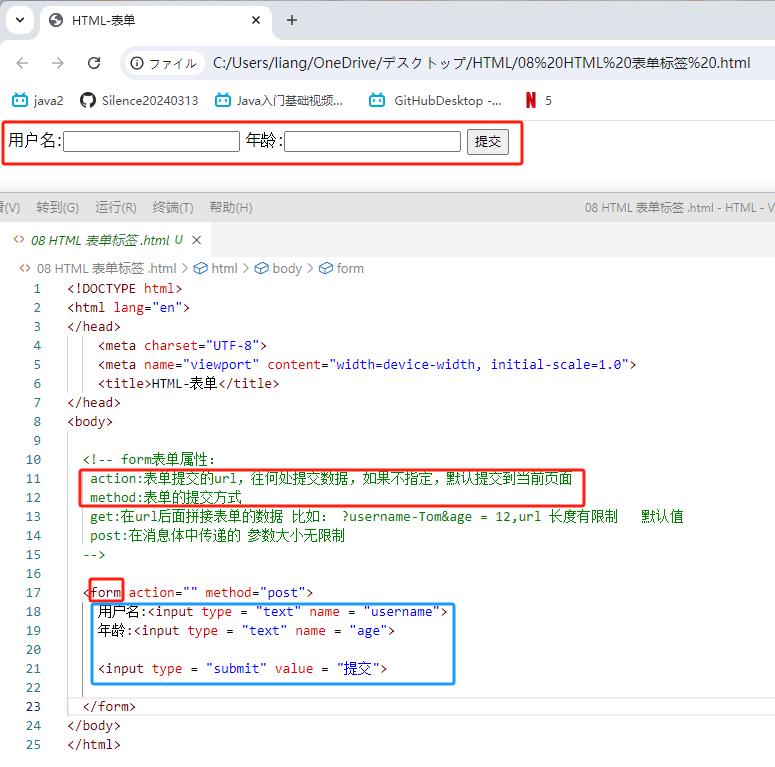 HTML-表单
ファイル C:/Users/liang/OneDrive/デスクトップ/HTML/08%20HTML%20表单标签%20.html
java2 Silence20240313 Java入门基础视频... GitHubDesktop -... N 5
用户名: 年龄: 提交
看(V) 转到(G) 运行(R) 终端(T) 帮助(H) 08 HTML 表单标签 .html - HTML - V
<> 08 HTML 表单标签 .html U
<> 08 HTML 表单标签 .html > html > body > form
1 <!DOCTYPE html>
2 <html lang="en">
3 </head>
4 <meta charset="UTF-8">
5 <meta name="viewport" content="width=device-width, initial-scale=1.0">
6 <title>HTML-表单</title>
7 </head>
8 <body>
9
10 <!-- form表单属性:
11 action:表单提交的url，往何处提交数据，如果不指定，默认提交到当前页面
12 method:表单的提交方式
13 get:在url后面拼接表单的数据 比如: ?username-Tom&age = 12,url 长度有限制 默认值
14 post:在消息体中传递的 参数大小无限制
15 -->
16
17 <form action="" method="post">
18 用户名:<input type = "text" name = "username">
19 年龄:<input type = "text" name = "age">
20
21 <input type = "submit" value = "提交">
22
23 </form>
24 </body>
25 </html>